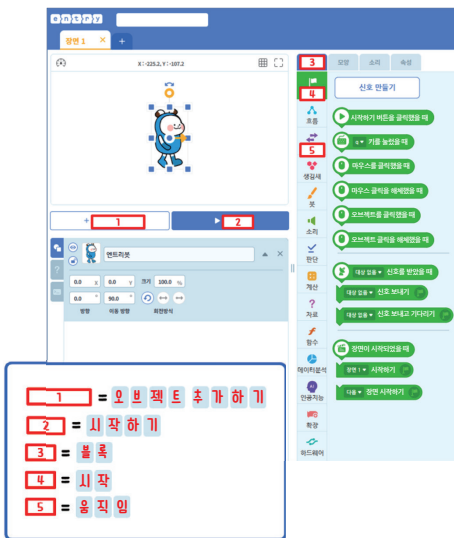 entry
장면 1 × +
X : -225.2, Y : -107.2
3 모양 소리 속성
4
흐름
5
생김새
붓
소리
판단
계산
자료
함수
데이터분석
인공지능
확장
하드웨어
신호 만들기
시작하기 버튼을 클릭했을 때
q 키를 눌렀을 때
마우스를 클릭했을 때
마우스 클릭을 해제했을 때
오브젝트를 클릭했을 때
오브젝트 클릭을 해제했을 때
대상 없음 신호를 받았을 때
대상 없음 신호 보내기
대상 없음 신호 보내고 기다리기
장면이 시작되었을 때
장면 1 시작하기
다음 장면 시작하기
+ 1
2
엔트리봇
0.0 X 0.0 Y 크기 100.0 %
0.0 ° 90.0 °
방향 이동 방향 회전방식
?
1 = 오브젝트 추가하기
2 = 시작하기
3 = 블록
4 = 시작
5 = 움직임